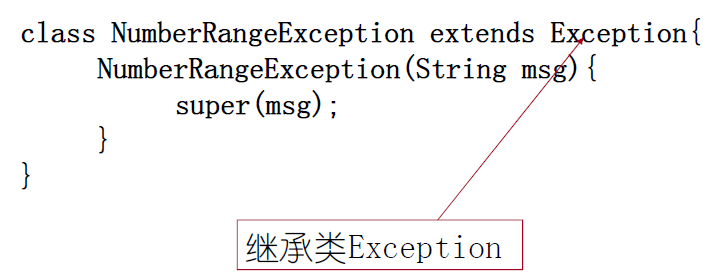 class NumberRangeException extends Exception{
NumberRangeException(String msg){
super(msg);
}
}
继承类Exception